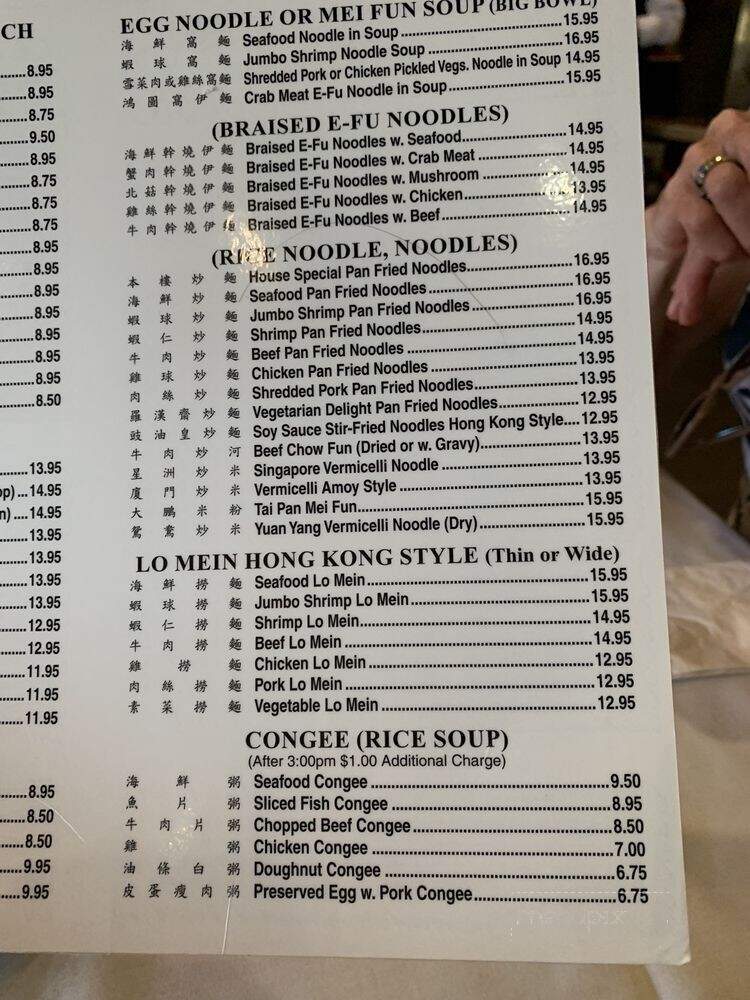 CH
......8.95
......8.95
......8.75
......9.50
......8.95
......8.75
......8.75
......8.75
......8.95
......8.95
......8.95
......8.95
......8.95
......8.95
......8.95
......8.50
......13.95
op) ...14.95
n) ....14.95
......13.95
......13.95
......13.95
......13.95
......12.95
......12.95
......11.95
......11.95
......11.95
......8.95
......8.50
......8.50
......9.95
......9.95
EGG NOODLE OR MEI FUN SOUP (BIG BOWL)
海鮮窩麵 Seafood Noodle in Soup ......15.95
蝦球窩麵 Jumbo Shrimp Noodle Soup ......16.95
雪菜肉或雞絲窩麵 Shredded Pork or Chicken Pickled Vegs. Noodle in Soup 14.95
鴻圖窩伊麵 Crab Meat E-Fu Noodle in Soup......15.95
(BRAISED E-FU NOODLES)
海鮮幹燒伊麵 Braised E-Fu Noodles w. Seafood......14.95
蟹肉幹燒伊麵 Braised E-Fu Noodles w. Crab Meat ......14.95
北菇幹燒伊麵 Braised E-Fu Noodles w. Mushroom ......14.95
雞絲幹燒伊麵 Braised E-Fu Noodles w. Chicken......13.95
牛肉幹燒伊麵 Braised E-Fu Noodles w. Beef......14.95
(RICE NOODLE, NOODLES)
本樓炒麵 House Special Pan Fried Noodles......16.95
海鮮炒麵 Seafood Pan Fried Noodles ......16.95
蝦球炒麵 Jumbo Shrimp Pan Fried Noodles ......16.95
蝦仁炒麵 Shrimp Pan Fried Noodles......14.95
牛肉炒麵 Beef Pan Fried Noodles ......14.95
雞球炒麵 Chicken Pan Fried Noodles ......13.95
肉絲炒麵 Shredded Pork Pan Fried Noodles......13.95
羅漢齋炒麵 Vegetarian Delight Pan Fried Noodles......12.95
豉油皇炒麵 Soy Sauce Stir-Fried Noodles Hong Kong Style....12.95
牛肉炒河 Beef Chow Fun (Dried or w. Gravy)......13.95
星洲炒米 Singapore Vermicelli Noodle ......13.95
廈門炒米 Vermicelli Amoy Style ......13.95
大鵬米粉 Tai Pan Mei Fun......15.95
鴛鴦炒米 Yuan Yang Vermicelli Noodle (Dry)......15.95
LO MEIN HONG KONG STYLE (Thin or Wide)
海鮮撈麵 Seafood Lo Mein......15.95
蝦球撈麵 Jumbo Shrimp Lo Mein......15.95
蝦仁撈麵 Shrimp Lo Mein......14.95
牛肉撈麵 Beef Lo Mein......14.95
雞撈麵 Chicken Lo Mein......12.95
肉絲撈麵 Pork Lo Mein......12.95
素菜撈麵 Vegetable Lo Mein ......12.95
CONGEE (RICE SOUP)
(After 3:00pm $1.00 Additional Charge)
海鮮粥 Seafood Congee ......9.50
魚片粥 Sliced Fish Congee ......8.95
牛肉片粥 Chopped Beef Congee......8.50
雞粥 Chicken Congee ......7.00
油條白粥 Doughnut Congee ......6.75
皮蛋瘦肉粥 Preserved Egg w. Pork Congee......6.75